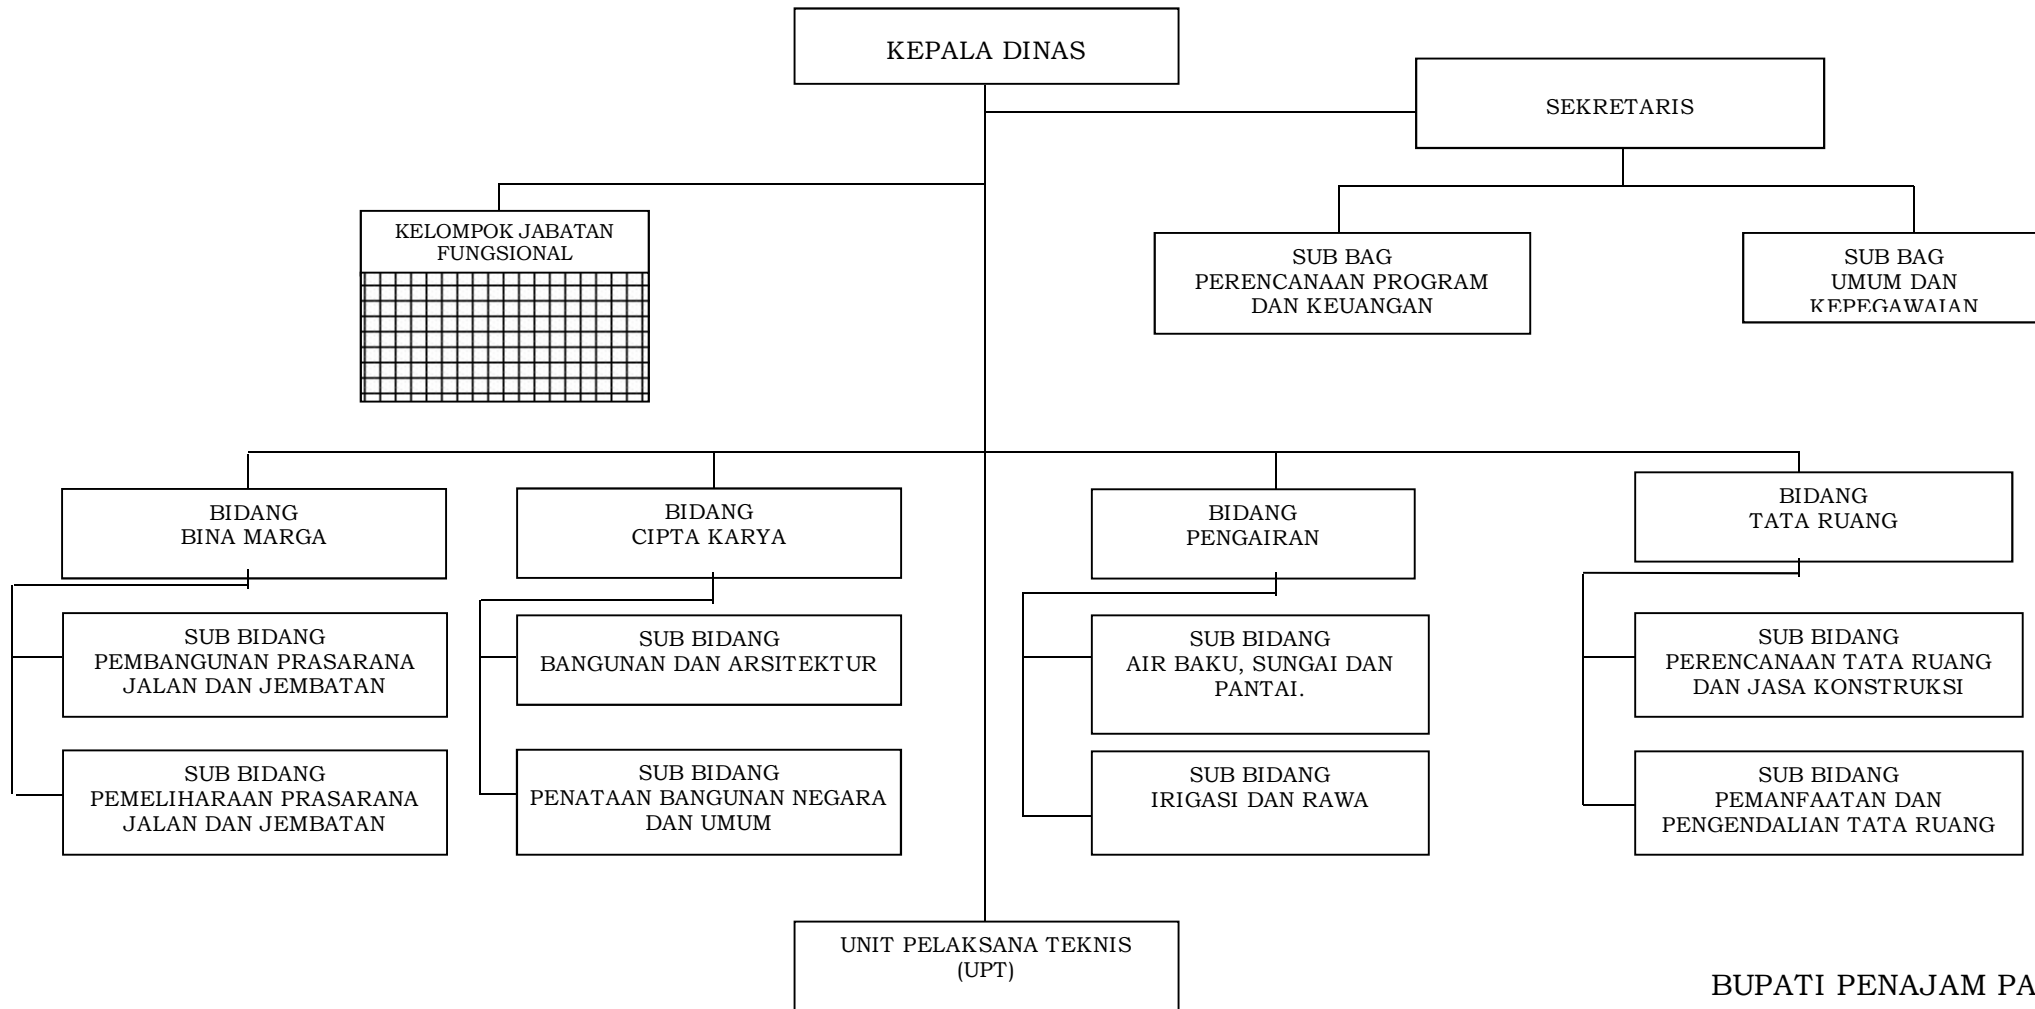 KEPALA DINAS
SEKRETARIS
KELOMPOK JABATAN
FUNGSIONAL
SUB BAG
PERENCANAAN PROGRAM
DAN KEUANGAN
SUB BAG
UMUM DAN
KEPEGAWAIAN
BIDANG
BINA MARGA
BIDANG
CIPTA KARYA
BIDANG
PENGAIRAN
BIDANG
TATA RUANG
SUB BIDANG
PEMBANGUNAN PRASARANA
JALAN DAN JEMBATAN
SUB BIDANG
BANGUNAN DAN ARSITEKTUR
SUB BIDANG
AIR BAKU, SUNGAI DAN
PANTAI.
SUB BIDANG
PERENCANAAN TATA RUANG
DAN JASA KONSTRUKSI
SUB BIDANG
PEMELIHARAAN PRASARANA
JALAN DAN JEMBATAN
SUB BIDANG
PENATAAN BANGUNAN NEGARA
DAN UMUM
SUB BIDANG
IRIGASI DAN RAWA
SUB BIDANG
PEMANFAATAN DAN
PENGENDALIAN TATA RUANG
UNIT PELAKSANA TEKNIS
(UPT)
BUPATI PENAJAM PA